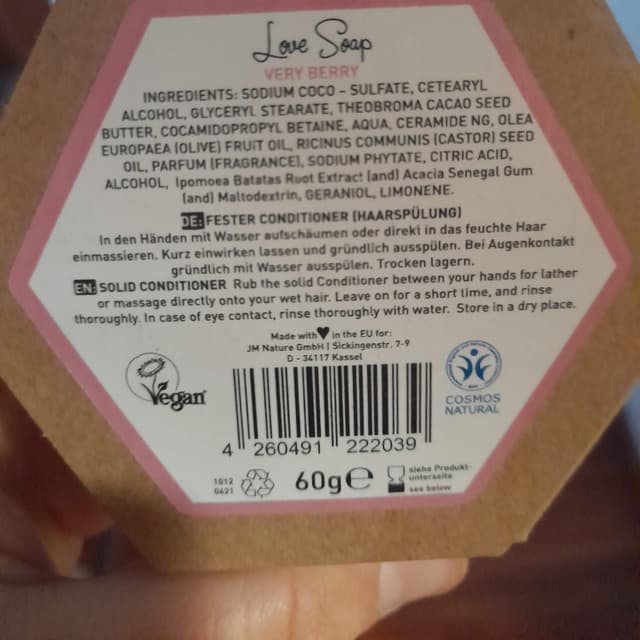 Love Soap
VERY BERRY
INGREDIENTS: SODIUM COCO – SULFATE, CETEARYL
ALCOHOL, GLYCERYL STEARATE, THEOBROMA CACAO SEED
BUTTER, COCAMIDOPROPYL BETAINE, AQUA, CERAMIDE NG, OLEA
EUROPAEA (OLIVE) FRUIT OIL, RICINUS COMMUNIS (CASTOR) SEED
OIL, PARFUM (FRAGRANCE), SODIUM PHYTATE, CITRIC ACID,
ALCOHOL, Ipomoea Batatas Root Extract (and) Acacia Senegal Gum
(and) Maltodextrin, GERANIOL, LIMONENE.
DE: FESTER CONDITIONER (HAARSPÜLUNG)
In den Händen mit Wasser aufschäumen oder direkt in das feuchte Haar
einmassieren. Kurz einwirken lassen und gründlich ausspülen. Bei Augenkontakt
gründlich mit Wasser ausspülen. Trocken lagern.
EN: SOLID CONDITIONER Rub the solid Conditioner between your hands for lather
or massage directly onto your wet hair. Leave on for a short time, and rinse
thoroughly. In case of eye contact, rinse thoroughly with water. Store in a dry place.
Made with ♥ in the EU for:
JM Nature GmbH | Sickingenstr. 7-9
D - 34117 Kassel
Vegan
COSMOS
NATURAL
4 260491 222039
1012
0621
60g e
siehe Produkt-
unterseite
see below